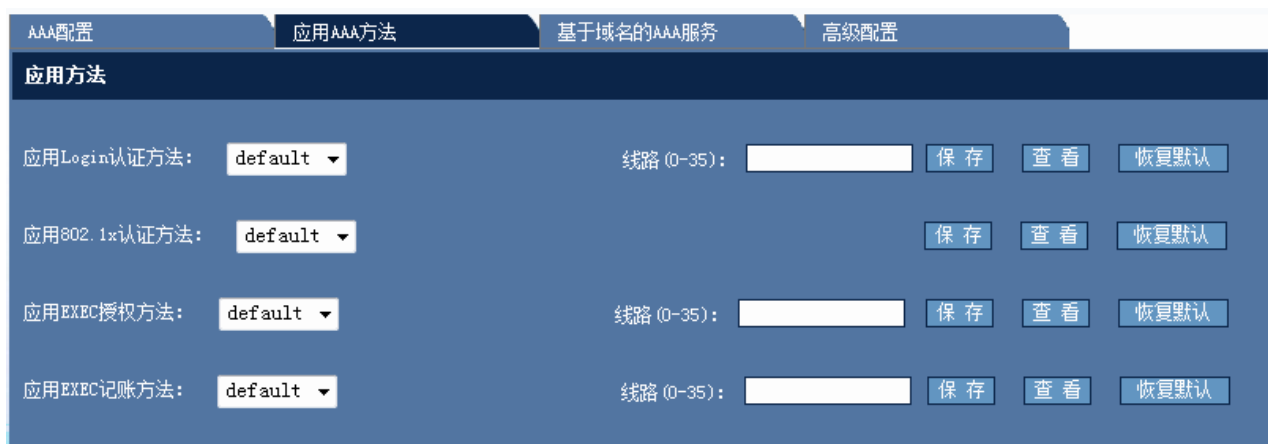 AAA配置 应用AAA方法 基于域名的AAA服务 高级配置
应用方法
应用Login认证方法: default 线路(0-35): 保 存 查 看 恢复默认
应用802.1x认证方法: default 保 存 查 看 恢复默认
应用EXEC授权方法: default 线路(0-35): 保 存 查 看 恢复默认
应用EXEC记账方法: default 线路(0-35): 保 存 查 看 恢复默认